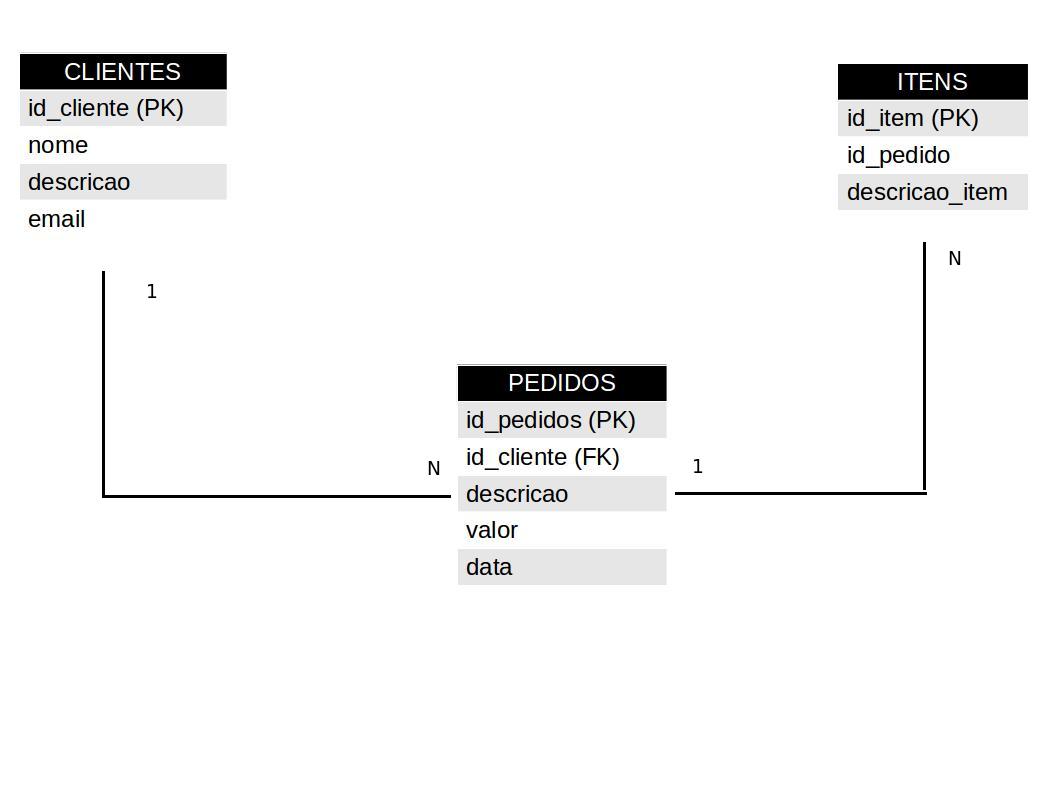 CLIENTES
id_cliente (PK)
nome
descricao
email
1
ITENS
id_item (PK)
id_pedido
descricao_item
N
PEDIDOS
id_pedidos (PK)
id_cliente (FK)
descricao
valor
data
N
1